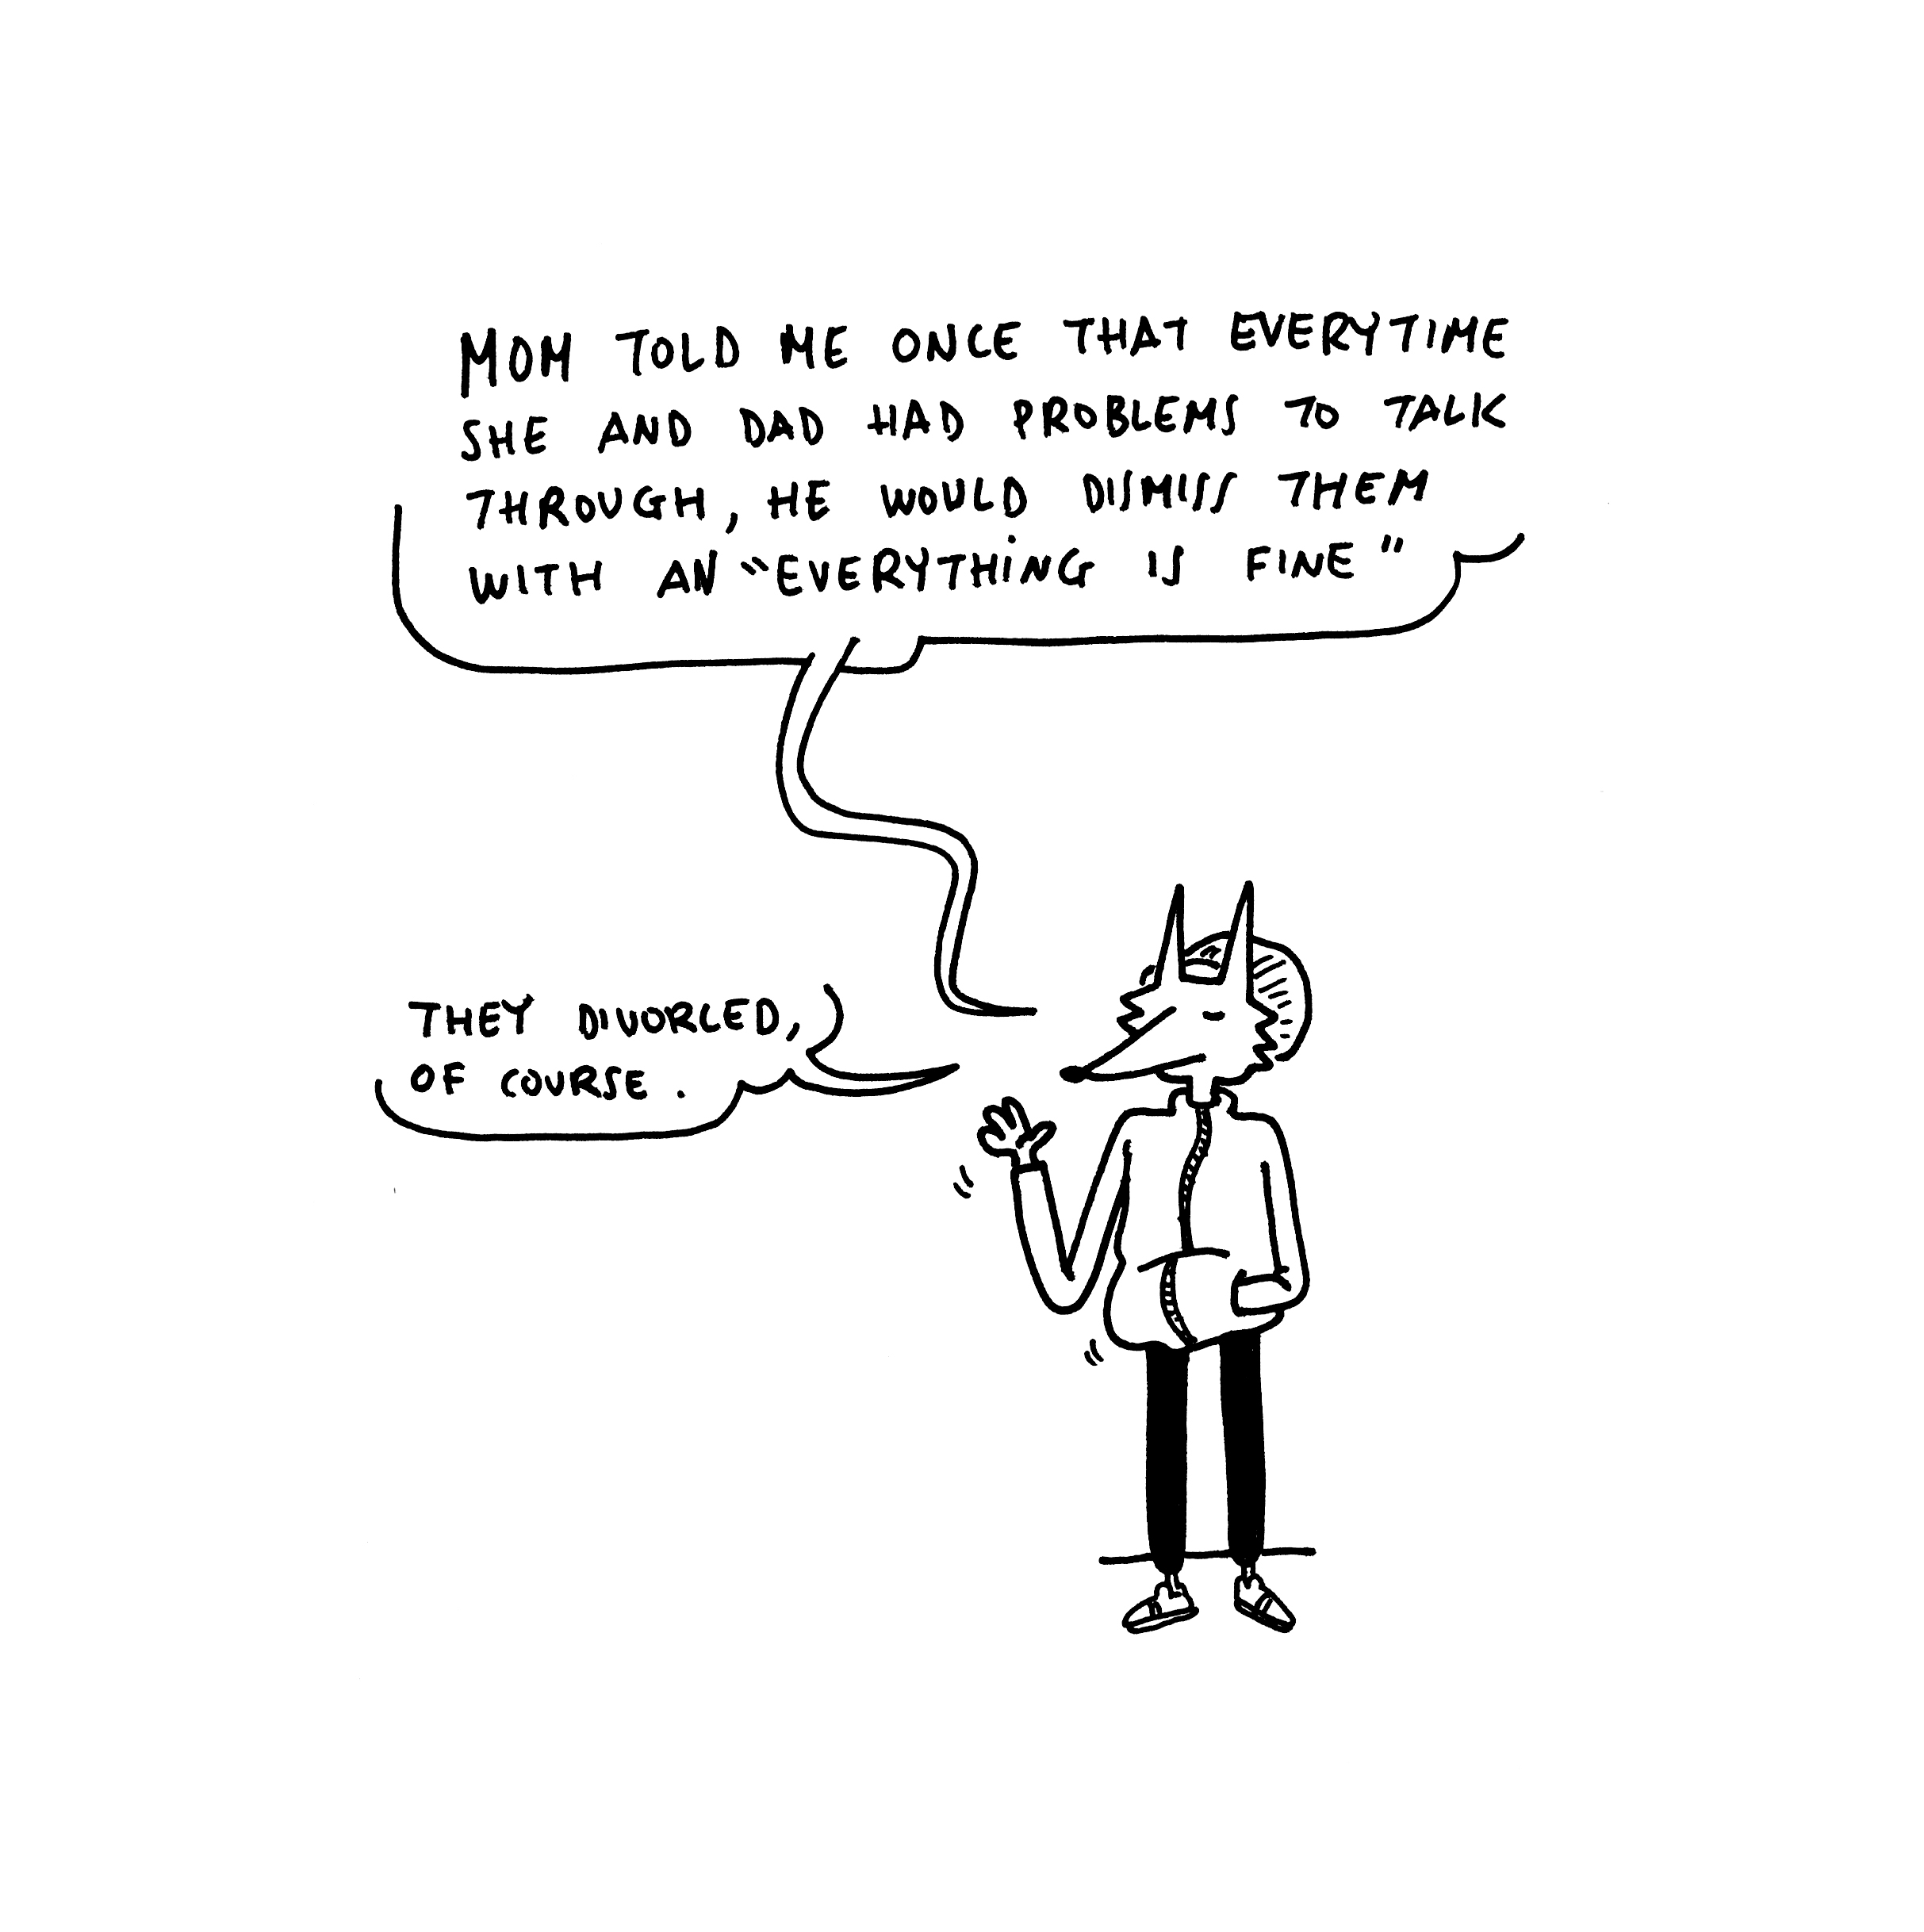 MOM TOLD ME ONCE THAT EVERYTIME
SHE AND DAD HAD PROBLEMS TO TALK
THROUGH, HE WOULD DISMISS THEM
WITH AN "EVERYTHING IS FINE"
THEY DIVORCED,
OF COURSE.